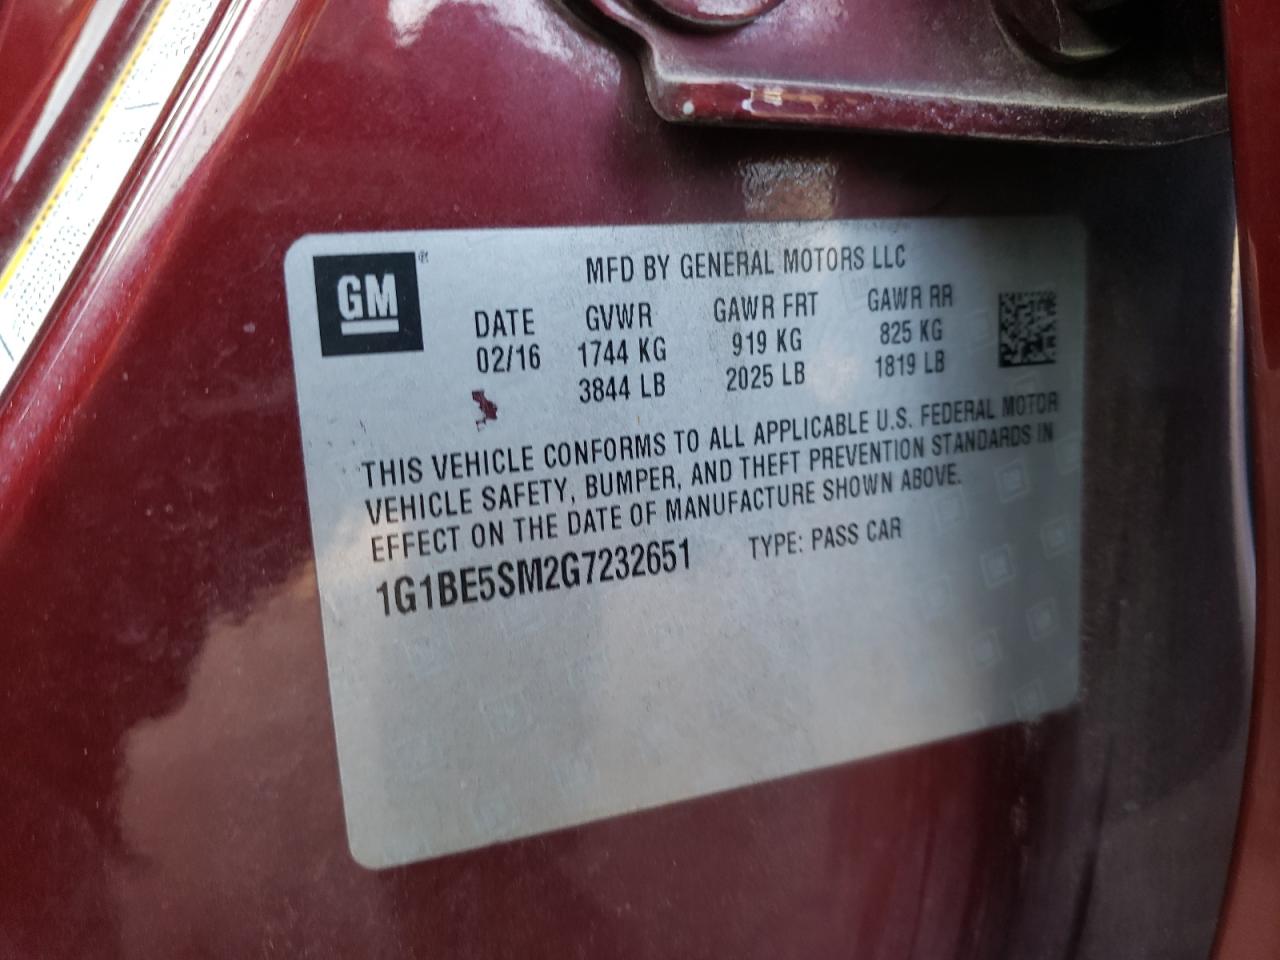 GM®
MFD BY GENERAL MOTORS LLC
DATE GVWR GAWR FRT GAWR RR
02/16 1744 KG 919 KG 825 KG
3844 LB 2025 LB 1819 LB
THIS VEHICLE CONFORMS TO ALL APPLICABLE U.S. FEDERAL MOTOR
VEHICLE SAFETY, BUMPER, AND THEFT PREVENTION STANDARDS IN
EFFECT ON THE DATE OF MANUFACTURE SHOWN ABOVE.
1G1BE5SM2G7232651 TYPE: PASS CAR